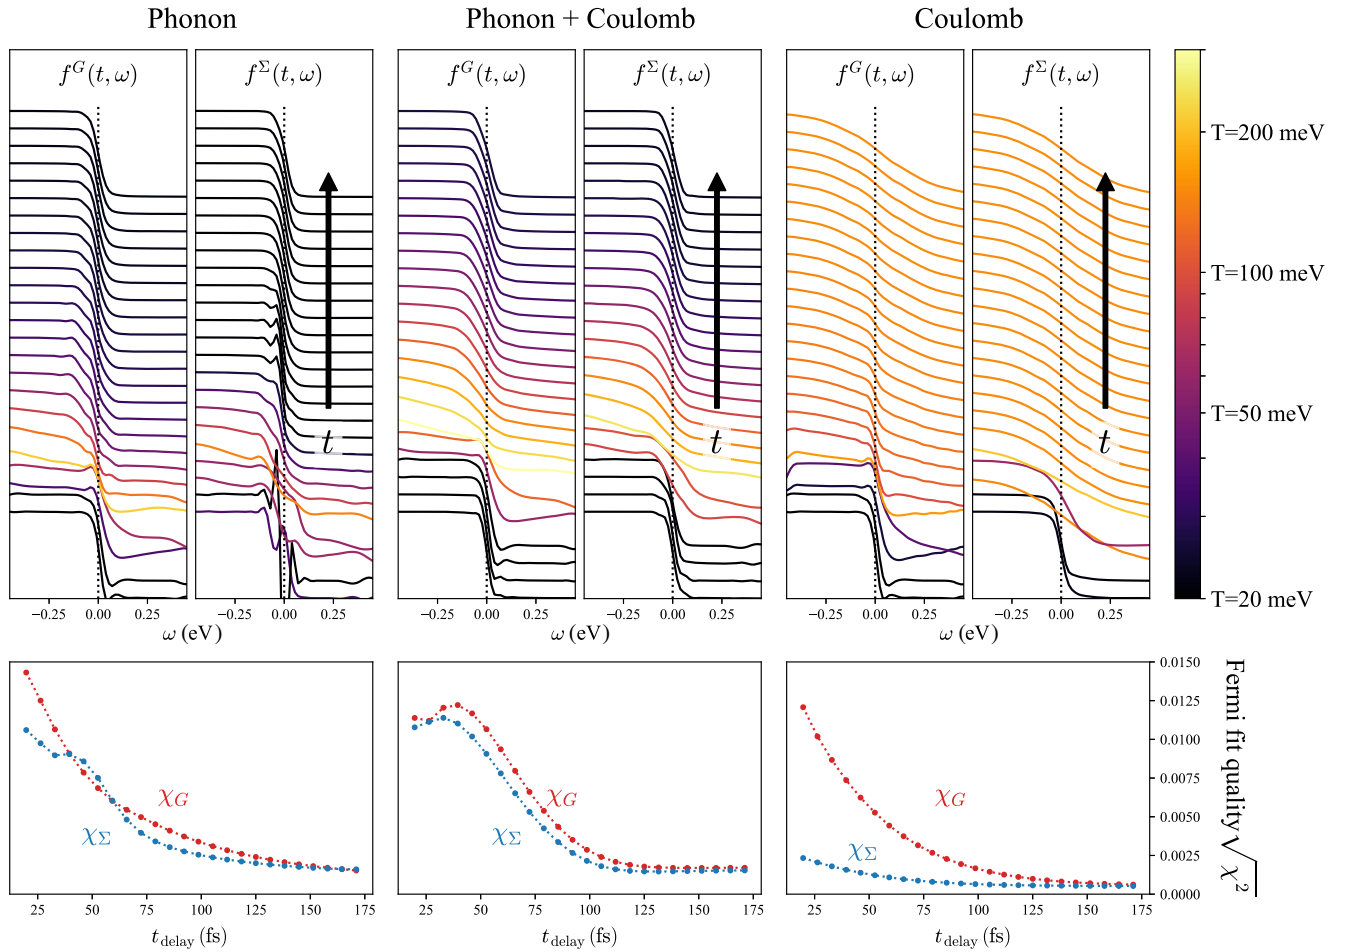 Phonon
Phonon + Coulomb
Coulomb
f^G(t, ω)
f^Σ(t, ω)
f^G(t, ω)
f^Σ(t, ω)
f^G(t, ω)
f^Σ(t, ω)
t
t
t
T=200 meV
T=100 meV
T=50 meV
T=20 meV
−0.25 0.00 0.25
−0.25 0.00 0.25
−0.25 0.00 0.25
−0.25 0.00 0.25
−0.25 0.00 0.25
−0.25 0.00 0.25
ω (eV)
ω (eV)
ω (eV)
χ_G
χ_Σ
χ_G
χ_Σ
χ_G
χ_Σ
0.0150
0.0125
0.0100
0.0075
0.0050
0.0025
0.0000
Fermi fit quality √χ²
25 50 75 100 125 150 175
25 50 75 100 125 150 175
25 50 75 100 125 150 175
t_delay (fs)
t_delay (fs)
t_delay (fs)